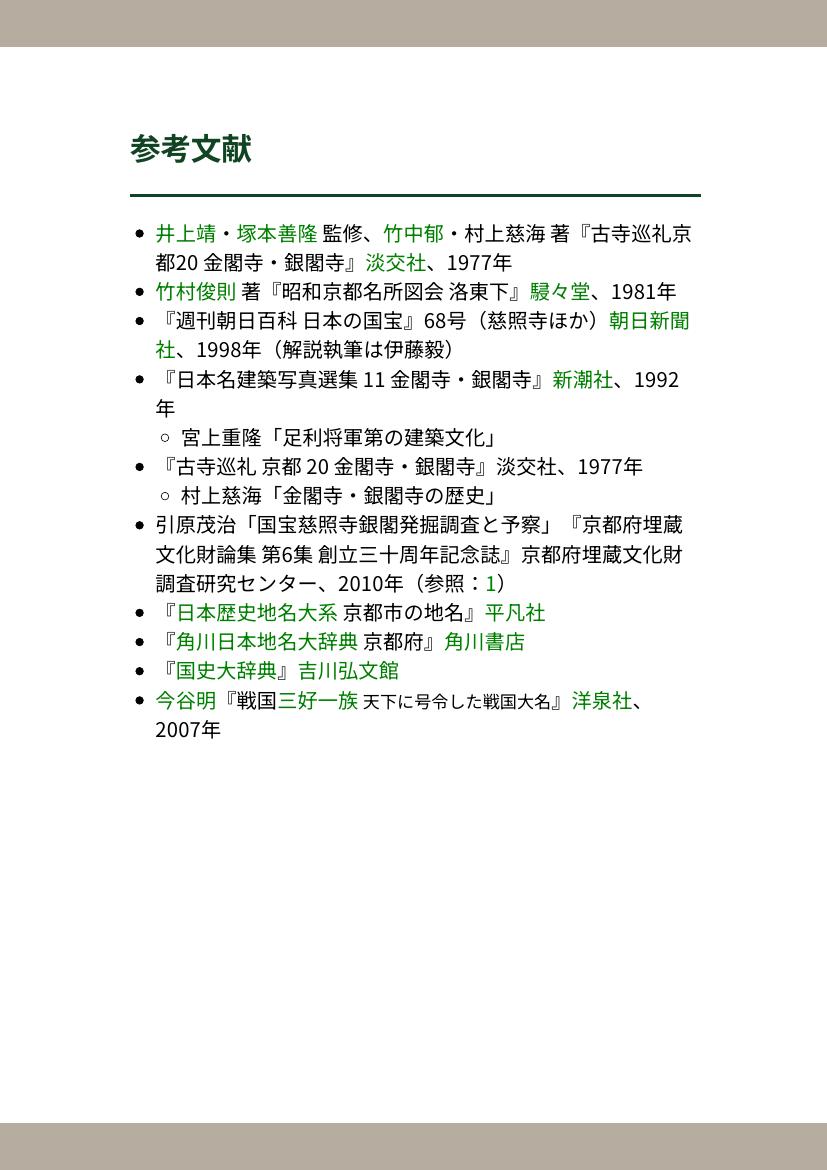 参考文献
井上靖・塚本善隆 監修、竹中郁・村上慈海 著『古寺巡礼京
都20 金閣寺・銀閣寺』淡交社、1977年
竹村俊則 著『昭和京都名所図会 洛東下』駸々堂、1981年
『週刊朝日百科 日本の国宝』68号（慈照寺ほか）朝日新聞
社、1998年（解説執筆は伊藤毅）
『日本名建築写真選集 11 金閣寺・銀閣寺』新潮社、1992
年
宮上重隆「足利将軍第の建築文化」
『古寺巡礼 京都 20 金閣寺・銀閣寺』淡交社、1977年
村上慈海「金閣寺・銀閣寺の歴史」
引原茂治「国宝慈照寺銀閣発掘調査と予察」『京都府埋蔵
文化財論集 第6集 創立三十周年記念誌』京都府埋蔵文化財
調査研究センター、2010年（参照：1）
『日本歴史地名大系 京都市の地名』平凡社
『角川日本地名大辞典 京都府』角川書店
『国史大辞典』吉川弘文館
今谷明『戦国三好一族 天下に号令した戦国大名』洋泉社、
2007年